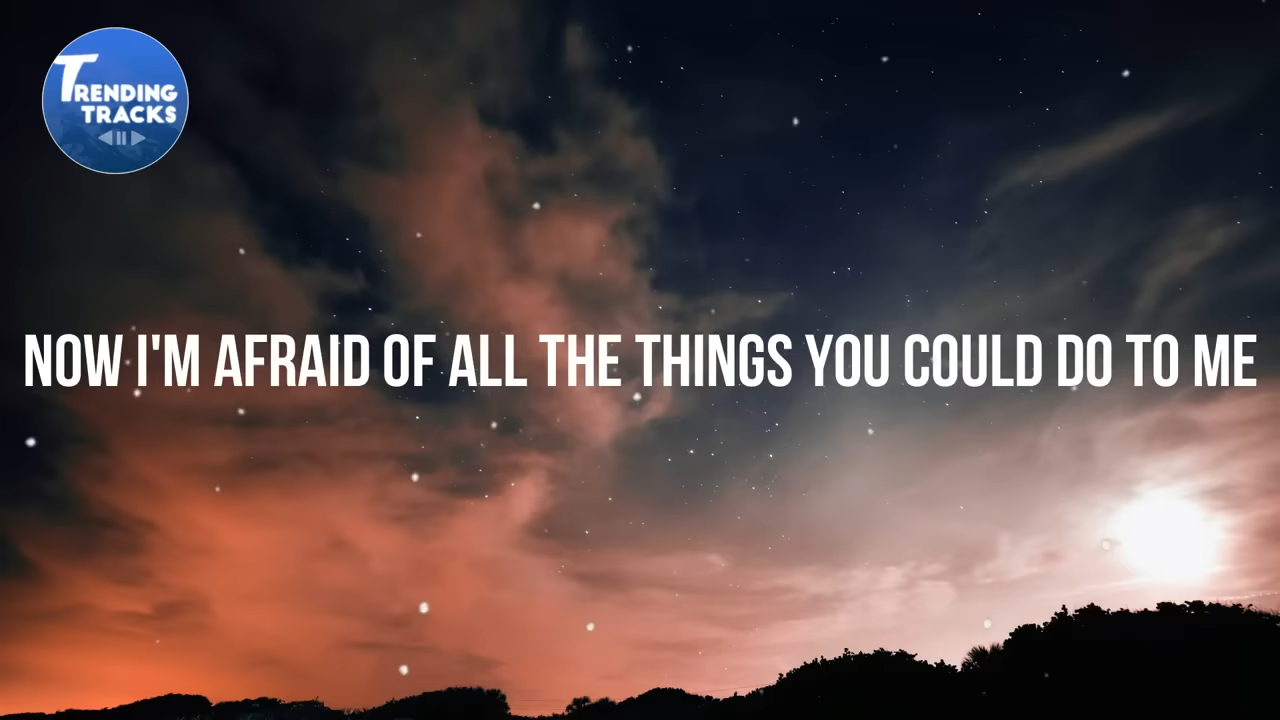 TRENDING
TRACKS
NOW I'M AFRAID OF ALL THE THINGS YOU COULD DO TO ME